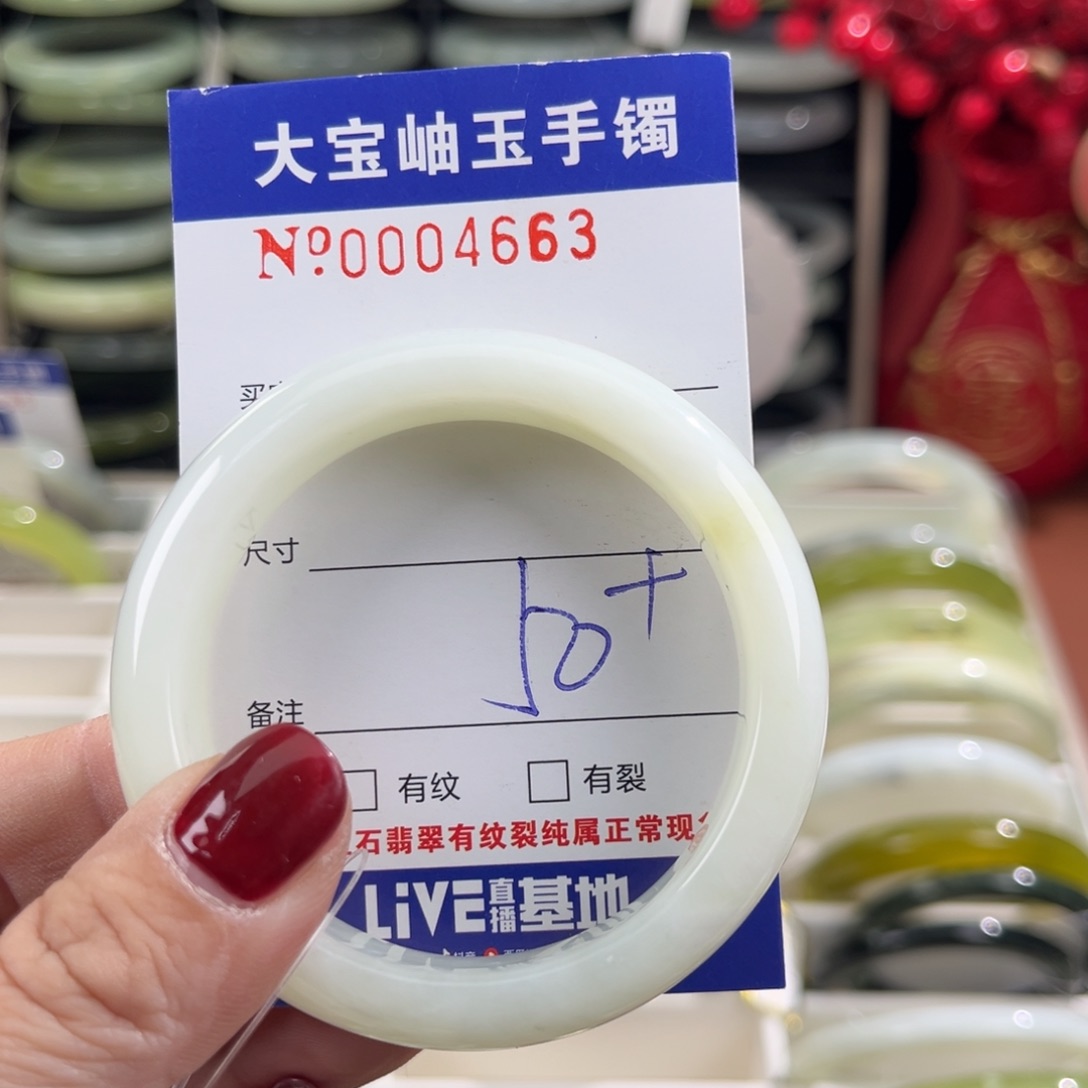 大宝岫玉手镯
Nº0004663
买
尺寸
50+
备注
有纹 有裂
石翡翠有纹裂纯属正常现
LiVE直播基地